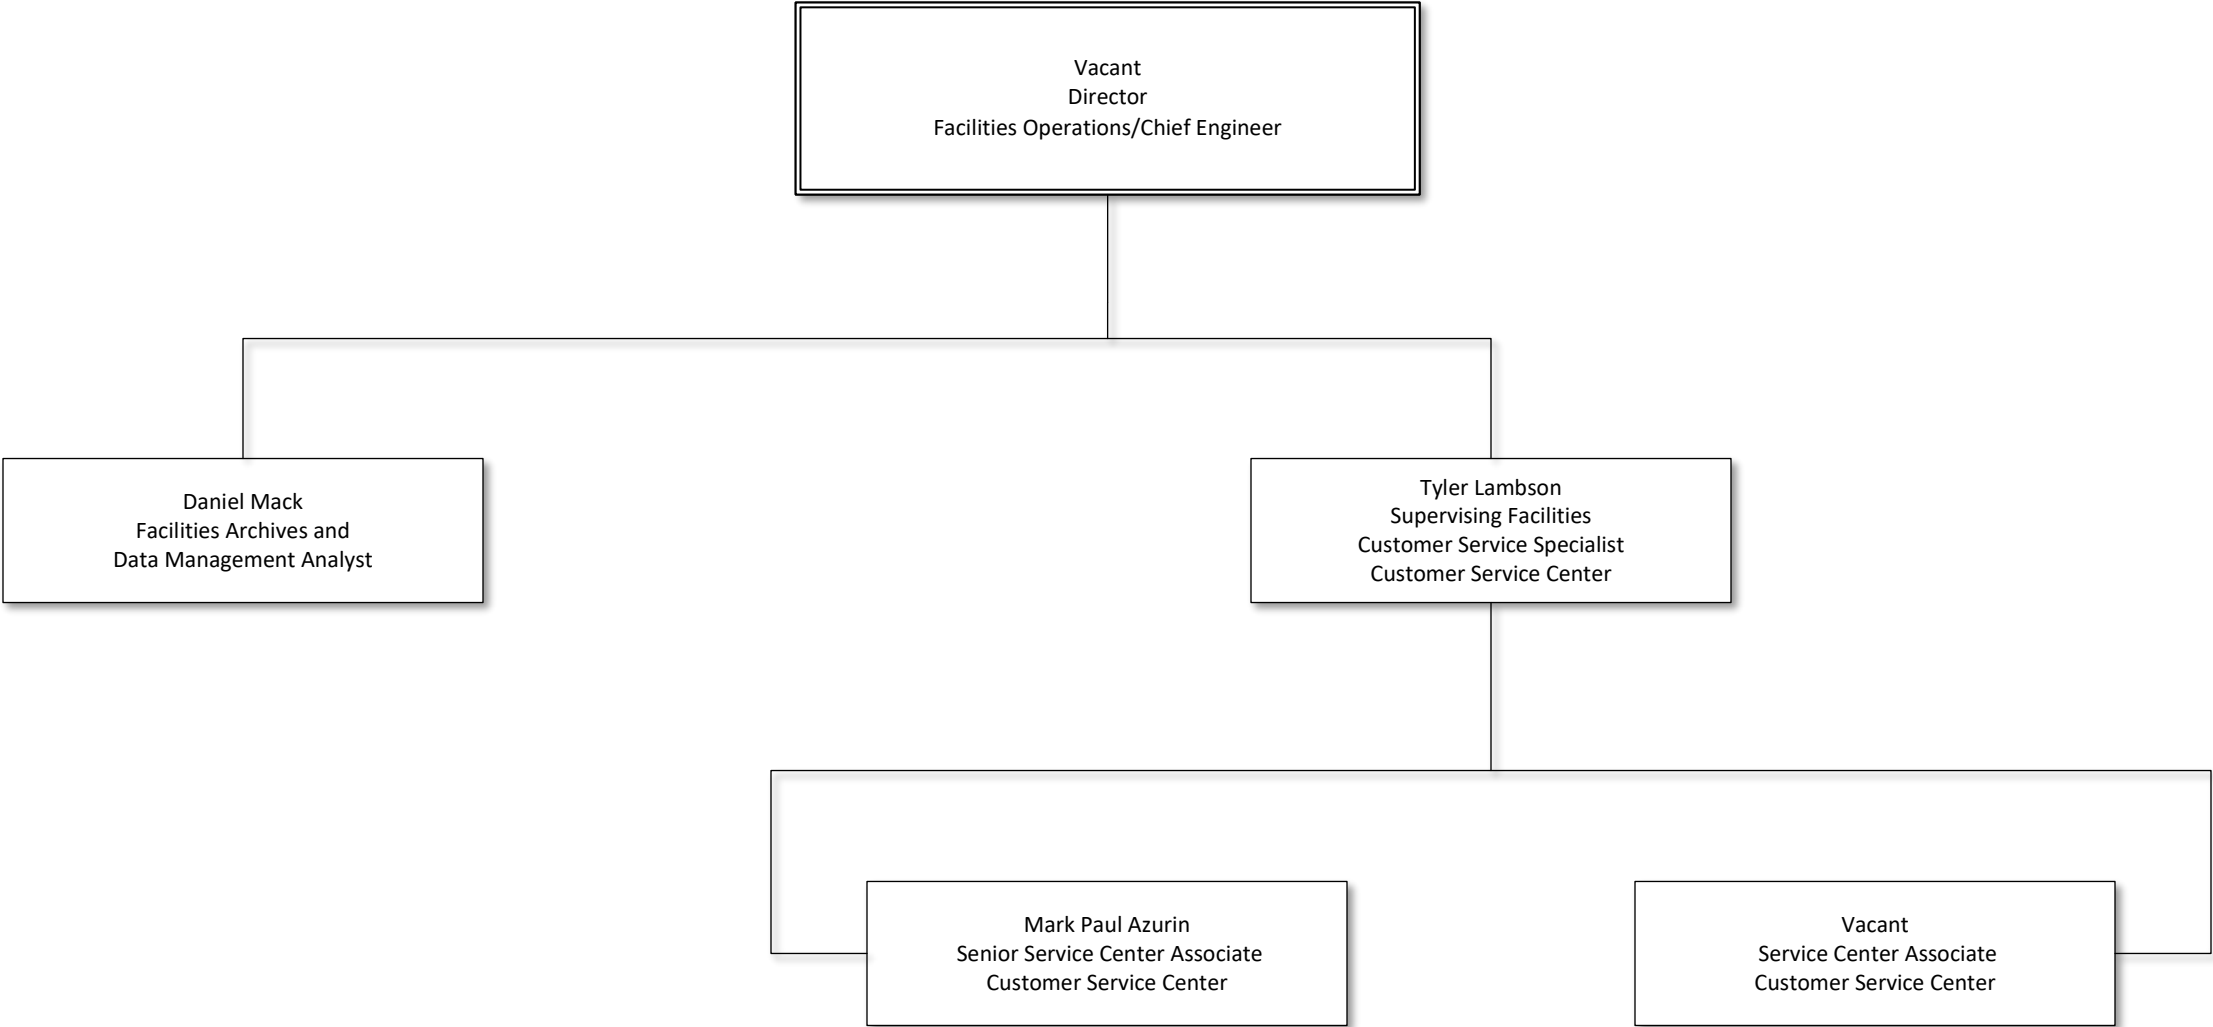 Vacant
Director
Facilities Operations/Chief Engineer
Daniel Mack
Facilities Archives and
Data Management Analyst
Tyler Lambson
Supervising Facilities
Customer Service Specialist
Customer Service Center
Mark Paul Azurin
Senior Service Center Associate
Customer Service Center
Vacant
Service Center Associate
Customer Service Center